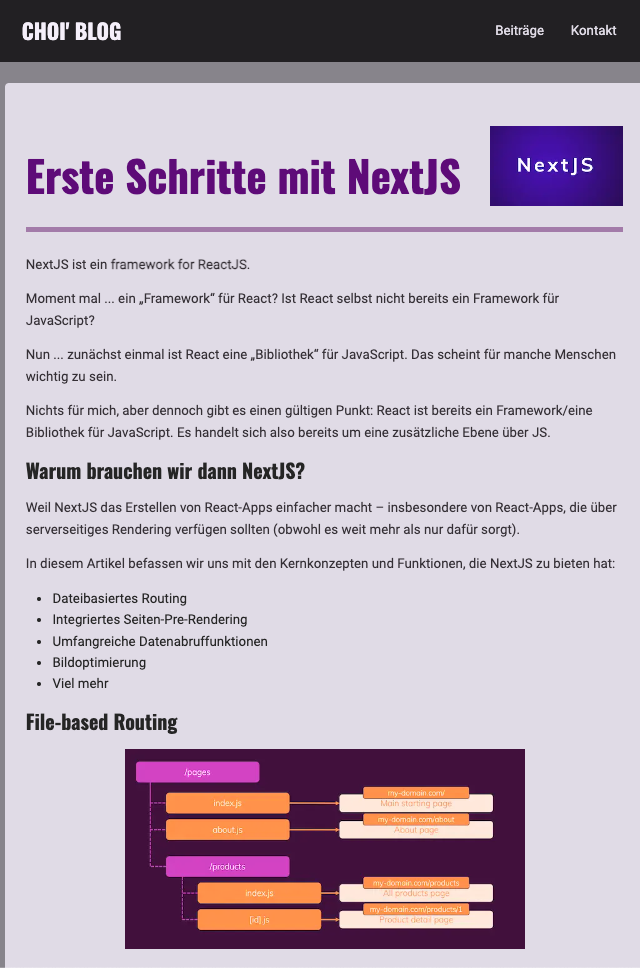 CHOI' BLOG
Beiträge
Kontakt
Erste Schritte mit NextJS
NextJS
NextJS ist ein framework for ReactJS.
Moment mal ... ein „Framework“ für React? Ist React selbst nicht bereits ein Framework für
JavaScript?
Nun ... zunächst einmal ist React eine „Bibliothek“ für JavaScript. Das scheint für manche Menschen
wichtig zu sein.
Nichts für mich, aber dennoch gibt es einen gültigen Punkt: React ist bereits ein Framework/eine
Bibliothek für JavaScript. Es handelt sich also bereits um eine zusätzliche Ebene über JS.
Warum brauchen wir dann NextJS?
Weil NextJS das Erstellen von React-Apps einfacher macht – insbesondere von React-Apps, die über
serverseitiges Rendering verfügen sollten (obwohl es weit mehr als nur dafür sorgt).
In diesem Artikel befassen wir uns mit den Kernkonzepten und Funktionen, die NextJS zu bieten hat:
• Dateibasiertes Routing
• Integriertes Seiten-Pre-Rendering
• Umfangreiche Datenabruffunktionen
• Bildoptimierung
• Viel mehr
File-based Routing
/pages
my-domain.com/
index.js
Main starting page
my-domain.com/about
about.js
About page
/products
my-domain.com/products
index.js
All products page
my-domain.com/products/1
[id].js
Product detail page